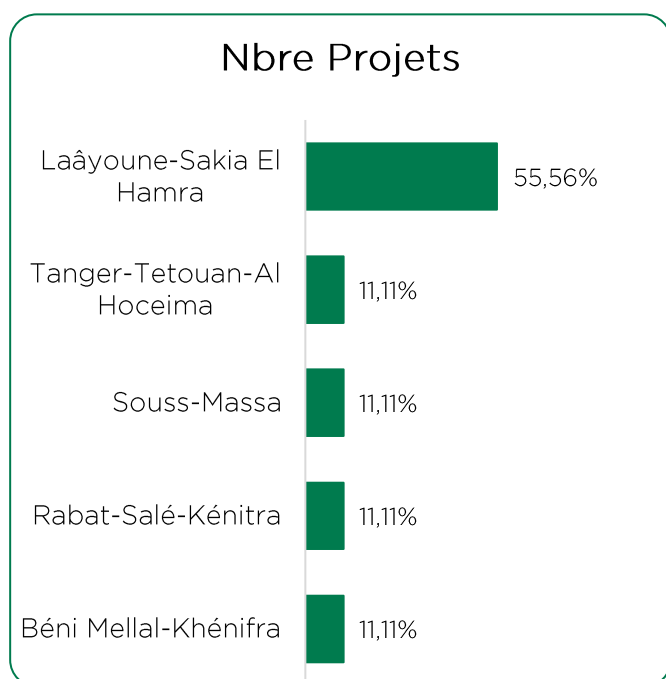 Nbre Projets
Laâyoune-Sakia El
Hamra
55,56%
Tanger-Tetouan-Al
Hoceima
11,11%
Souss-Massa
11,11%
Rabat-Salé-Kénitra
11,11%
Béni Mellal-Khénifra
11,11%